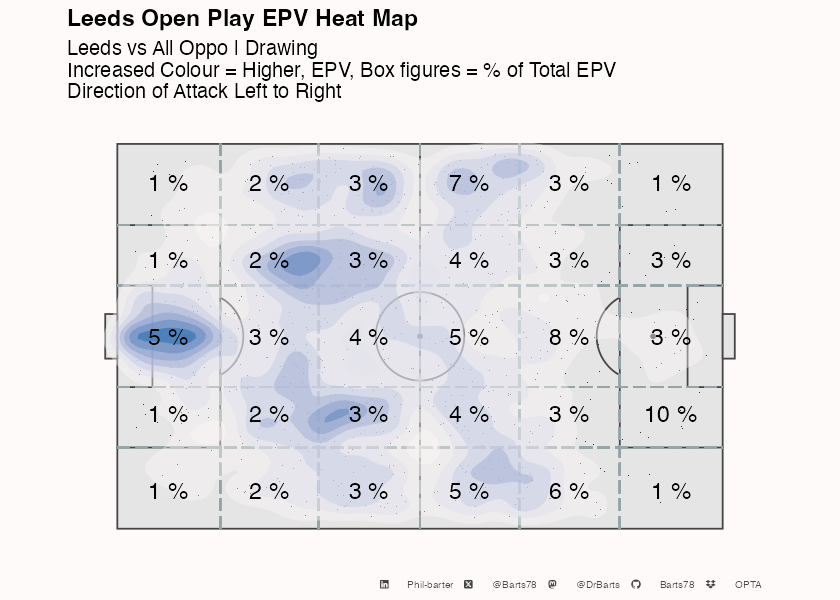 Leeds Open Play EPV Heat Map
Leeds vs All Oppo | Drawing
Increased Colour = Higher, EPV, Box figures = % of Total EPV
Direction of Attack Left to Right
1 % 2 % 3 % 7 % 3 % 1 %
1 % 2 % 3 % 4 % 3 % 3 %
5 % 3 % 4 % 5 % 8 % 3 %
1 % 2 % 3 % 4 % 3 % 10 %
1 % 2 % 3 % 5 % 6 % 1 %
Phil-barter @Barts78 @DrBarts Barts78 OPTA